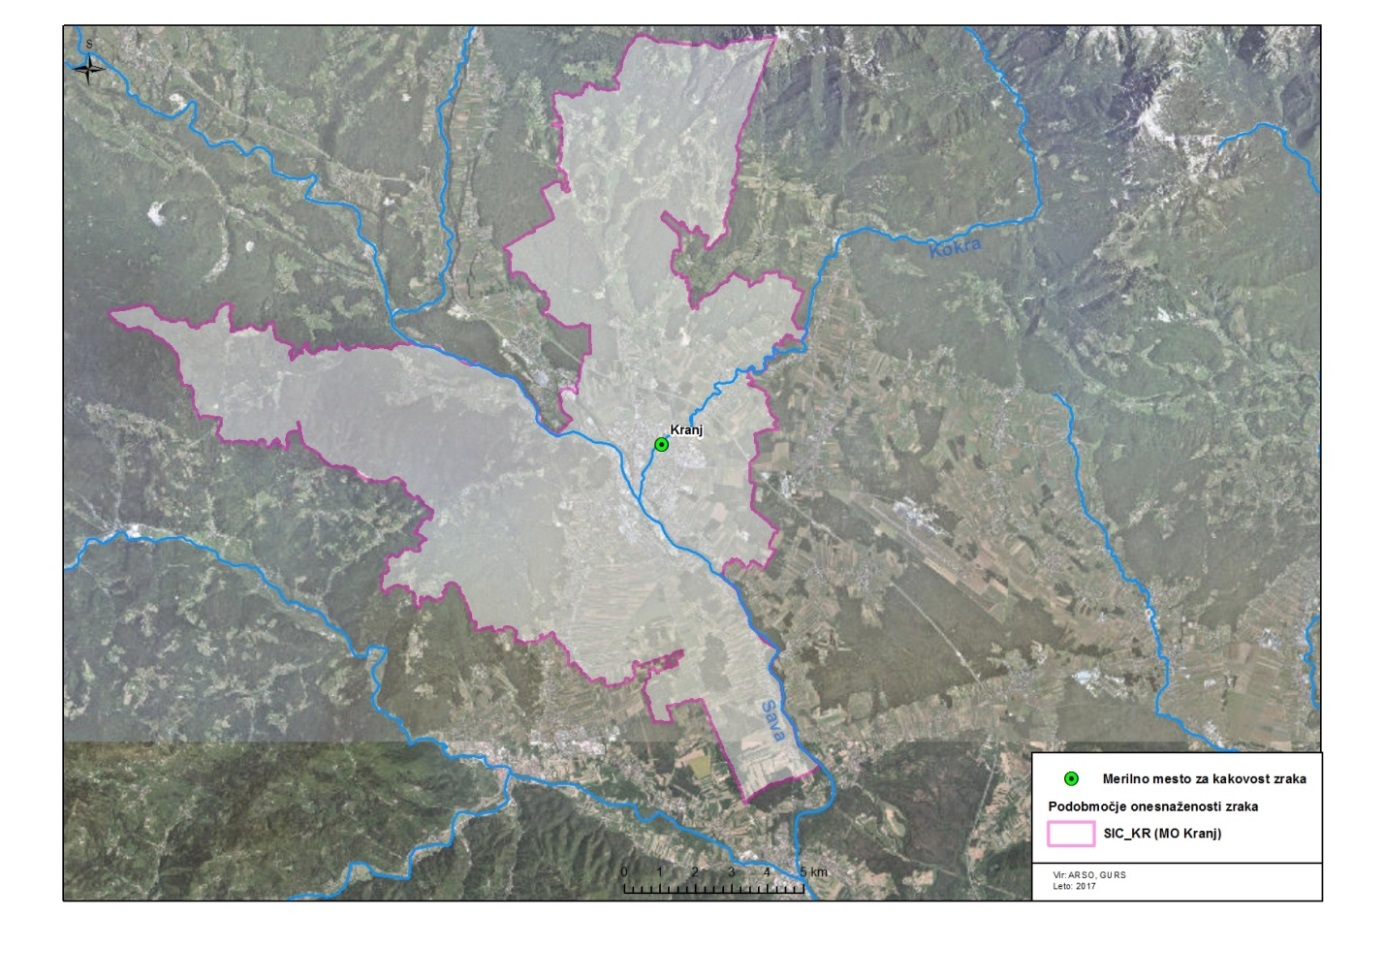 S
Kokra
Kranj
Sava
0 1 2 3 4 5 km
Merilno mesto za kakovost zraka
Podobmočje onesnaženosti zraka
SIC_KR (MO Kranj)
Vir: ARSO, GURS
Leto: 2017